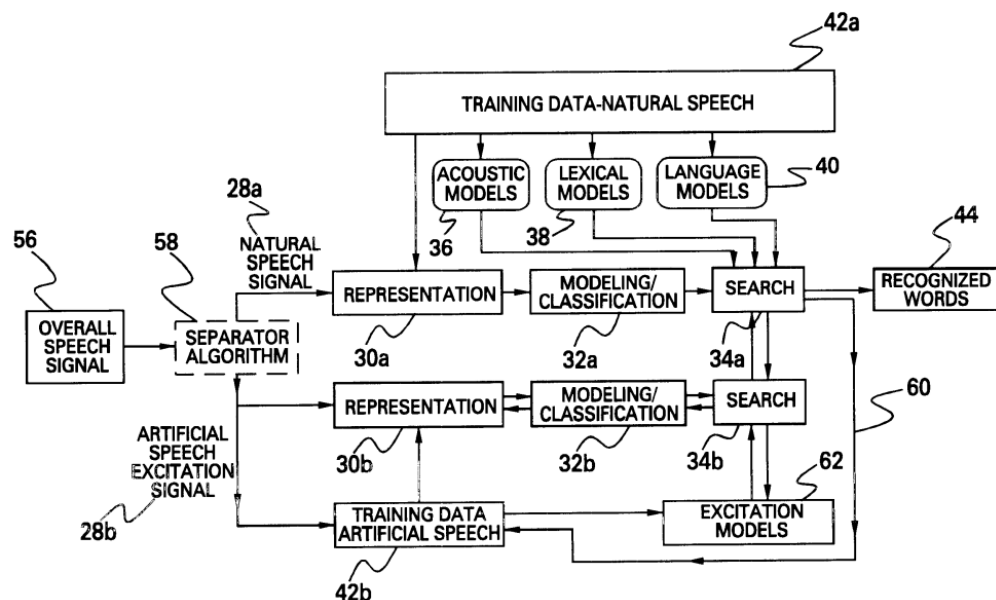 42a
TRAINING DATA-NATURAL SPEECH
ACOUSTIC
MODELS
LEXICAL
MODELS
LANGUAGE
MODELS
40
36
38
28a
NATURAL
SPEECH
SIGNAL
56
58
44
OVERALL
SPEECH
SIGNAL
SEPARATOR
ALGORITHM
REPRESENTATION
MODELING/
CLASSIFICATION
SEARCH
RECOGNIZED
WORDS
30a
32a
34a
REPRESENTATION
MODELING/
CLASSIFICATION
SEARCH
60
30b
32b
34b
62
ARTIFICIAL
SPEECH
EXCITATION
SIGNAL
28b
TRAINING DATA
ARTIFICIAL SPEECH
EXCITATION
MODELS
42b